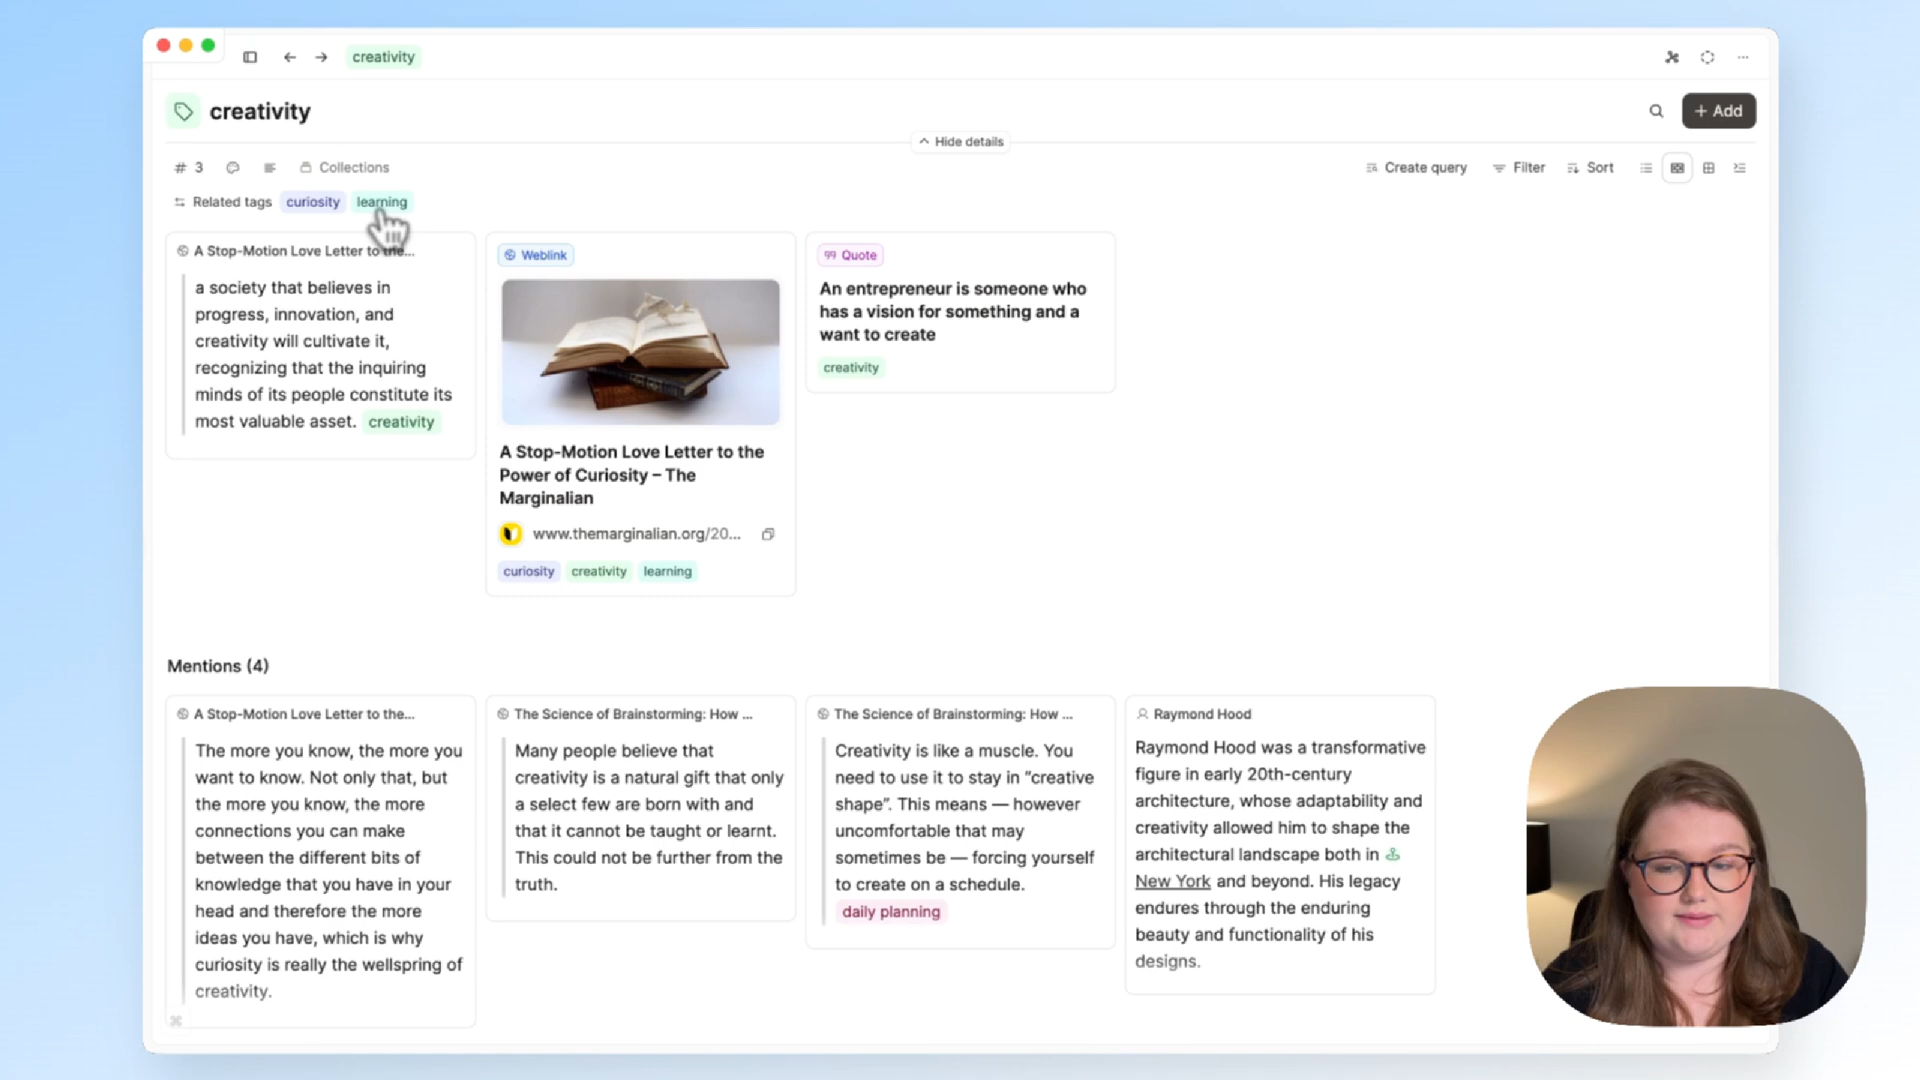 creativity
creativity
+ Add
Hide details
# 3
Collections
Create query
Filter
Sort
Related tags
curiosity
learning
A Stop-Motion Love Letter to the...
a society that believes in
progress, innovation, and
creativity will cultivate it,
recognizing that the inquiring
minds of its people constitute its
most valuable asset. creativity
Weblink
A Stop-Motion Love Letter to the
Power of Curiosity – The
Marginalian
www.themarginalian.org/20...
curiosity creativity learning
Quote
An entrepreneur is someone who
has a vision for something and a
want to create
creativity
Mentions (4)
A Stop-Motion Love Letter to the...
The more you know, the more you
want to know. Not only that, but
the more you know, the more
connections you can make
between the different bits of
knowledge that you have in your
head and therefore the more
ideas you have, which is why
curiosity is really the wellspring of
creativity.
The Science of Brainstorming: How ...
Many people believe that
creativity is a natural gift that only
a select few are born with and
that it cannot be taught or learnt.
This could not be further from the
truth.
The Science of Brainstorming: How ...
Creativity is like a muscle. You
need to use it to stay in “creative
shape”. This means — however
uncomfortable that may
sometimes be — forcing yourself
to create on a schedule.
daily planning
Raymond Hood
Raymond Hood was a transformative
figure in early 20th-century
architecture, whose adaptability and
creativity allowed him to shape the
architectural landscape both in
New York and beyond. His legacy
endures through the enduring
beauty and functionality of his
designs.